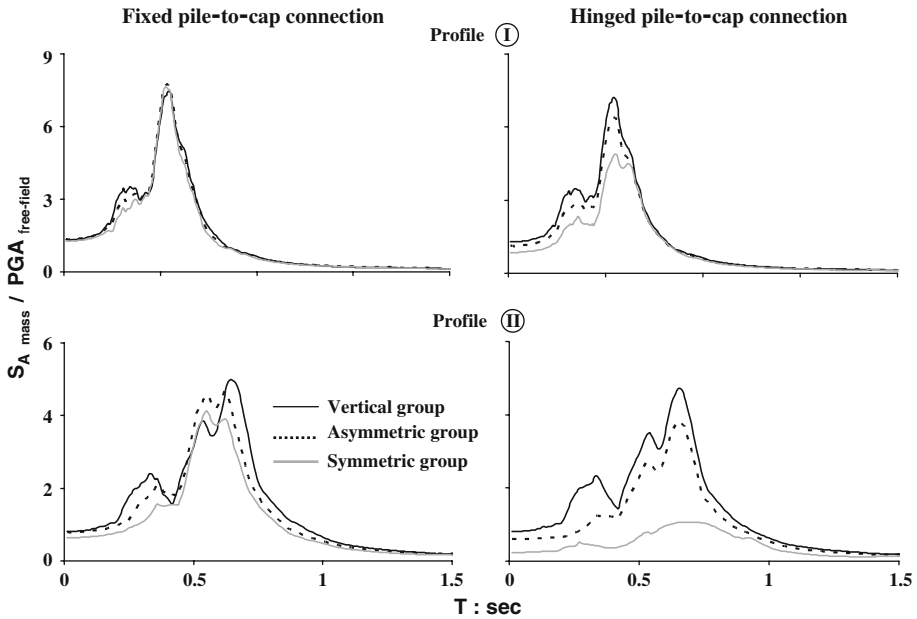 Fixed pile-to-cap connection
Hinged pile-to-cap connection
Profile I
9
6
3
0
Profile II
6
4
2
0
Vertical group
Asymmetric group
Symmetric group
0
0.5
1
1.5
0
0.5
1
1.5
T : sec
S_A mass / PGA free-field